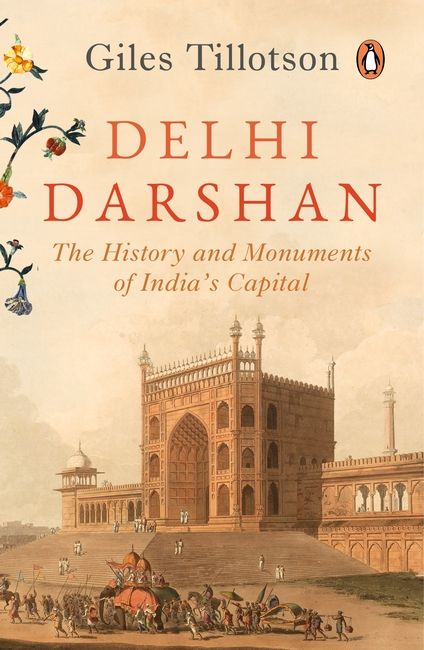 Giles Tillotson
DELHI
DARSHAN
The History and Monuments
of India's Capital